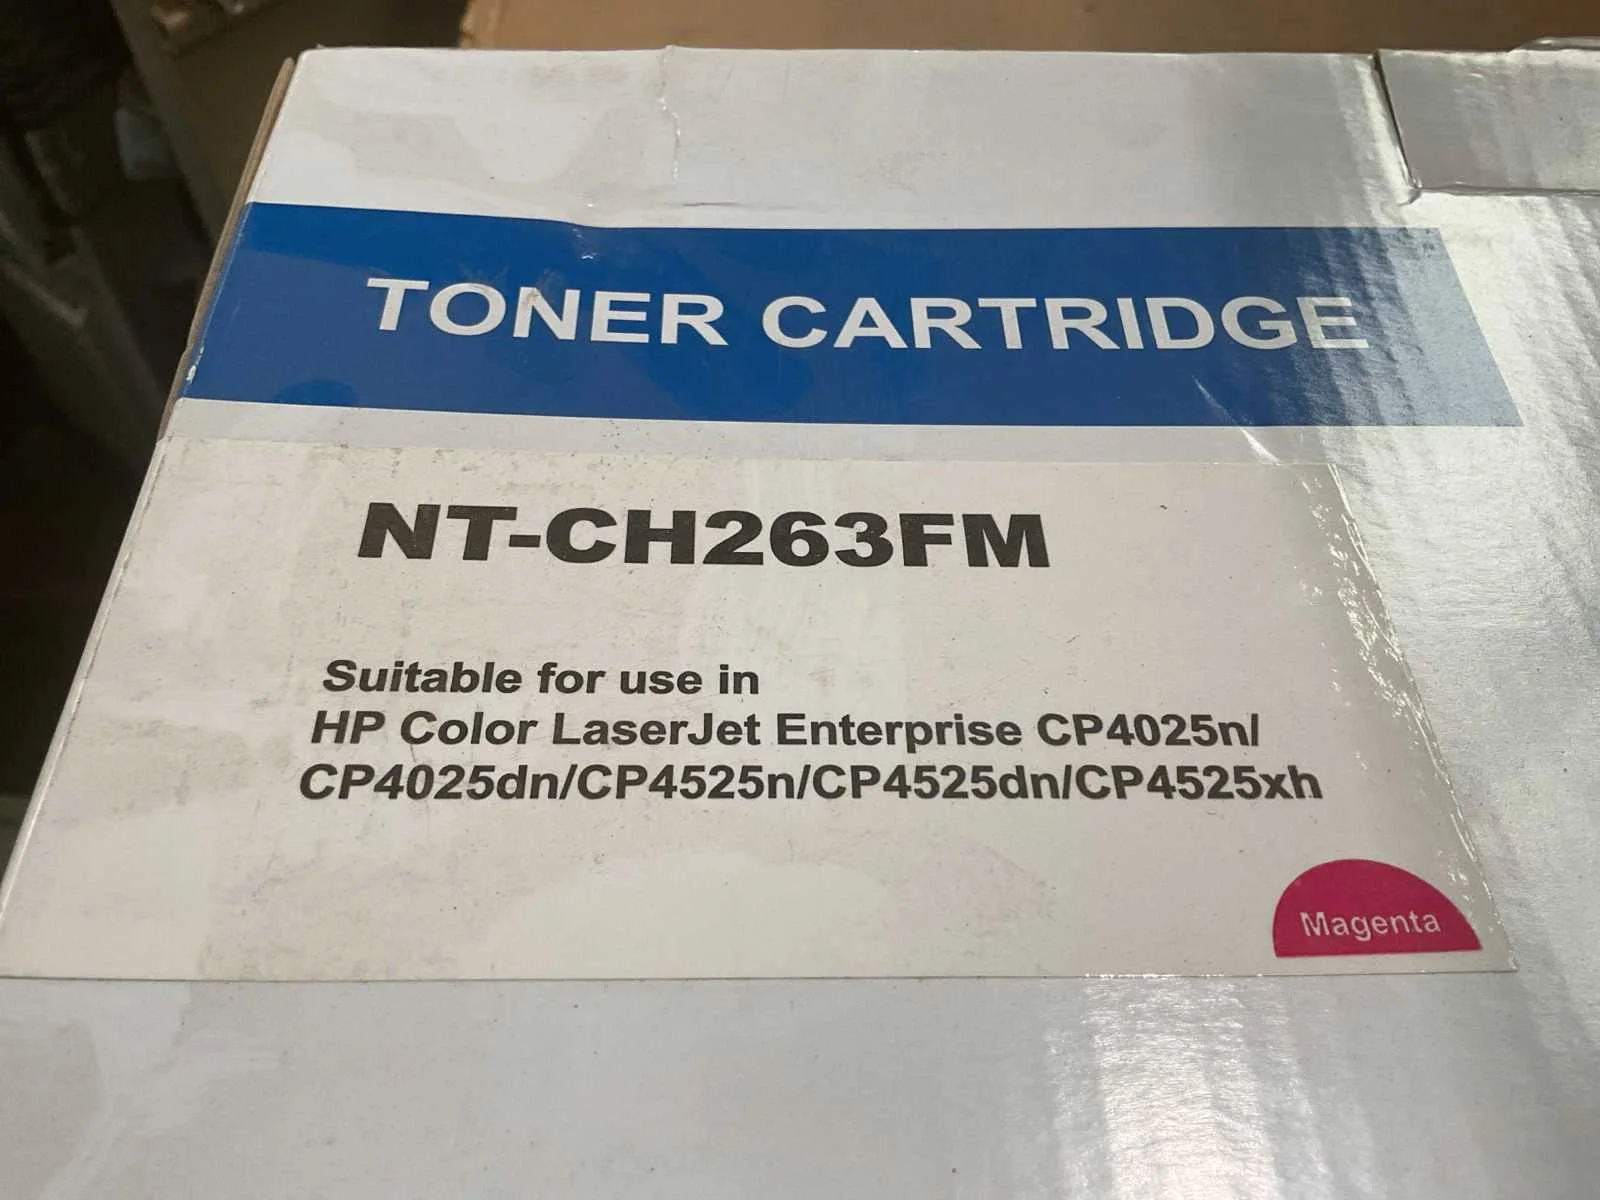 TONER CARTRIDGE
NT-CH263FM
Suitable for use in
HP Color LaserJet Enterprise CP4025n/
CP4025dn/CP4525n/CP4525dn/CP4525xh
Magenta